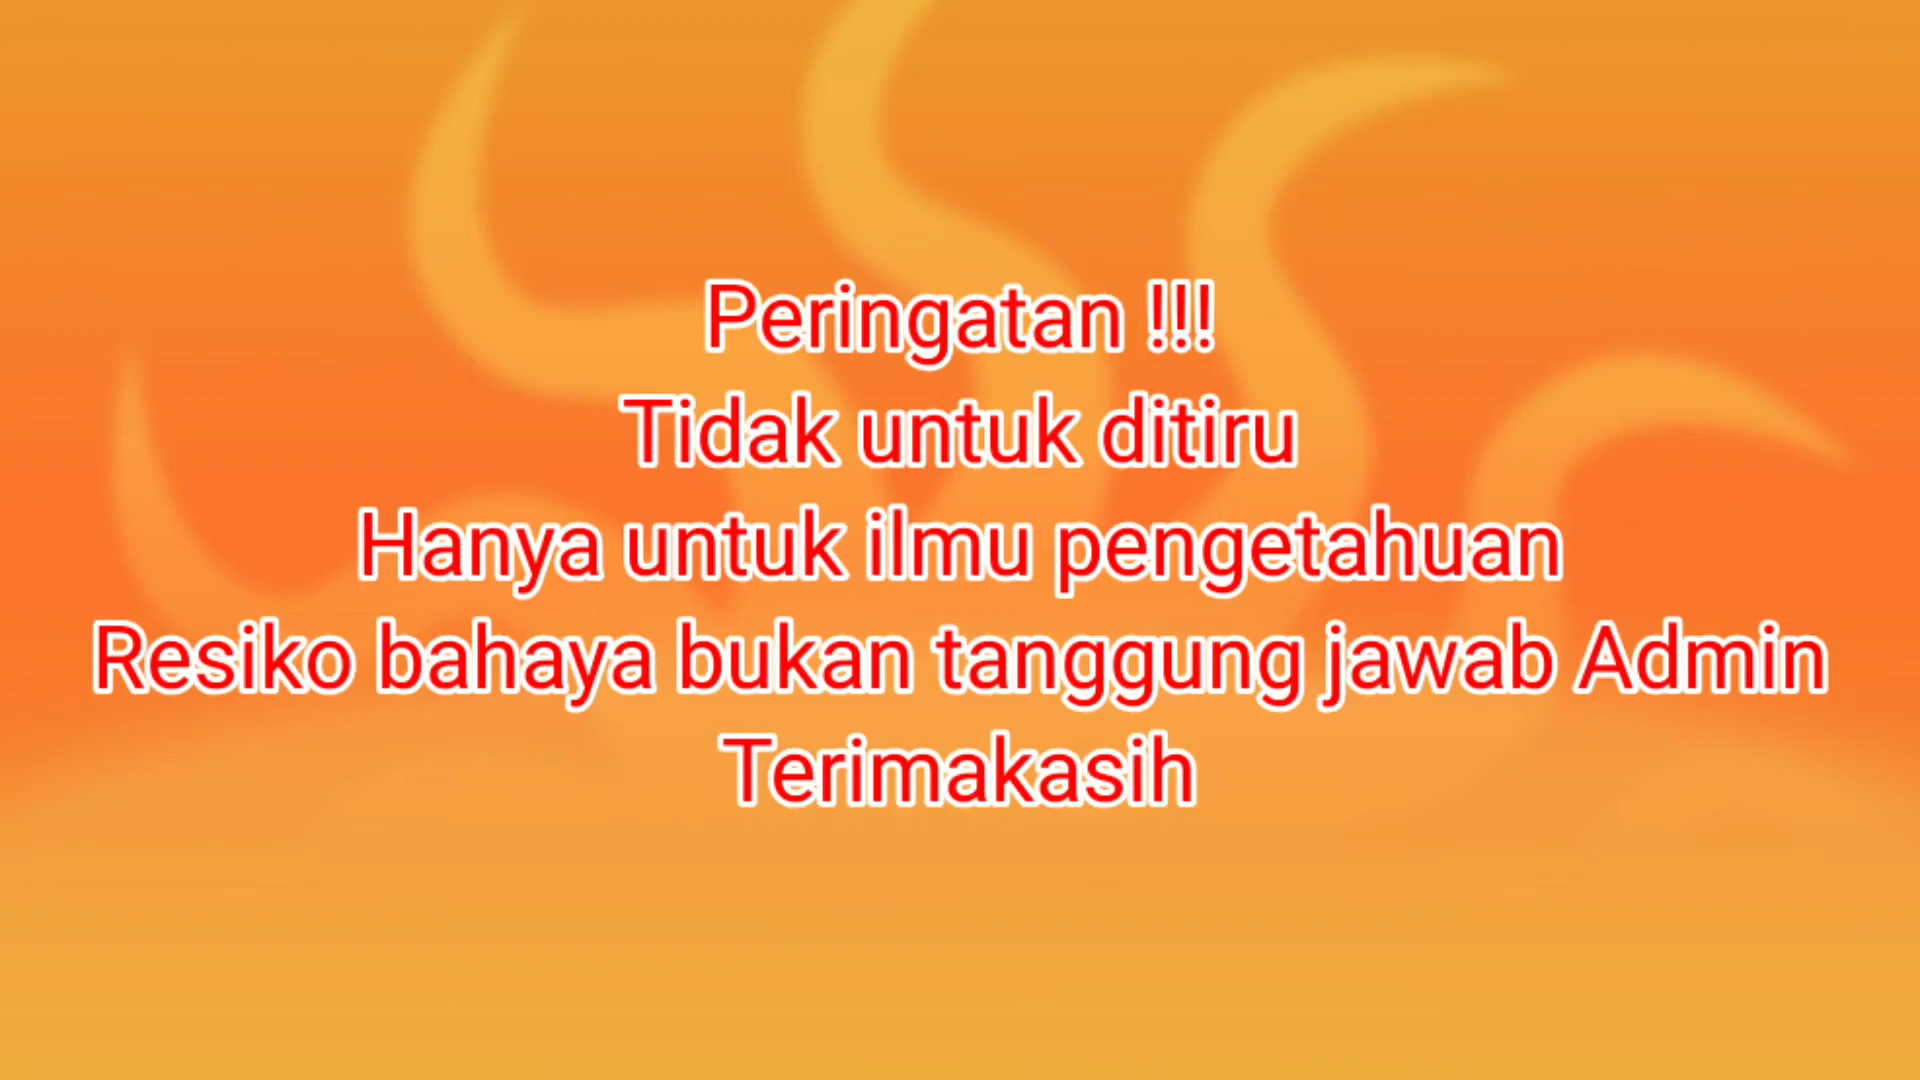 Peringatan !!!
Tidak untuk ditiru
Hanya untuk ilmu pengetahuan
Resiko bahaya bukan tanggung jawab Admin
Terimakasih